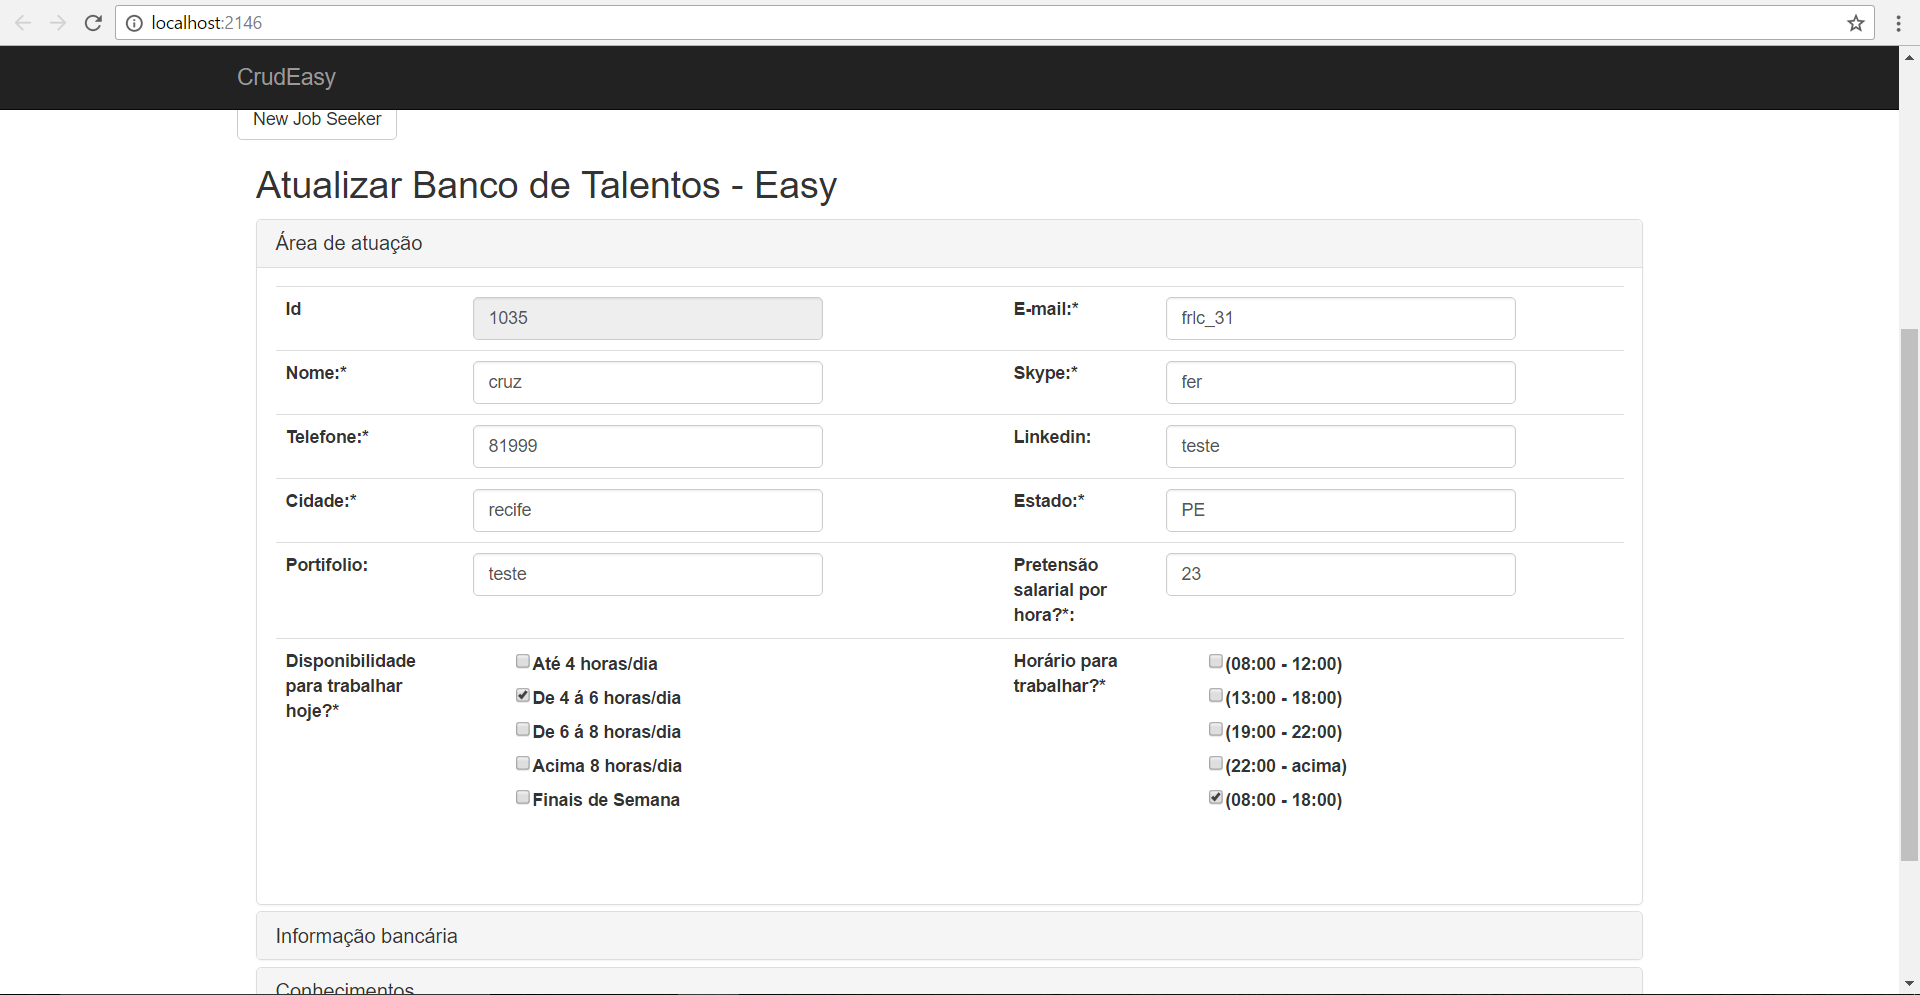 localhost:2146
CrudEasy
New Job Seeker
Atualizar Banco de Talentos - Easy
Área de atuação
Id 1035 E-mail:* frlc_31
Nome:* cruz Skype:* fer
Telefone:* 81999 Linkedin: teste
Cidade:* recife Estado:* PE
Portifolio: teste Pretensão
salarial por
hora?*: 23
Disponibilidade
para trabalhar
hoje?*
Até 4 horas/dia
De 4 á 6 horas/dia
De 6 á 8 horas/dia
Acima 8 horas/dia
Finais de Semana
Horário para
trabalhar?*
(08:00 - 12:00)
(13:00 - 18:00)
(19:00 - 22:00)
(22:00 - acima)
(08:00 - 18:00)
Informação bancária
Conhecimentos